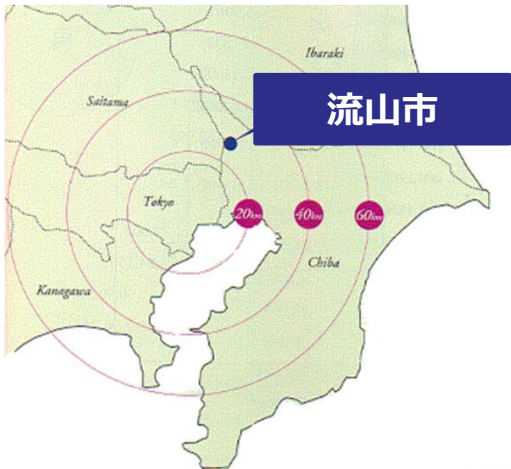 Ibaraki
流山市
Saitama
Tokyo
20km
40km
60km
Chiba
Kanagawa